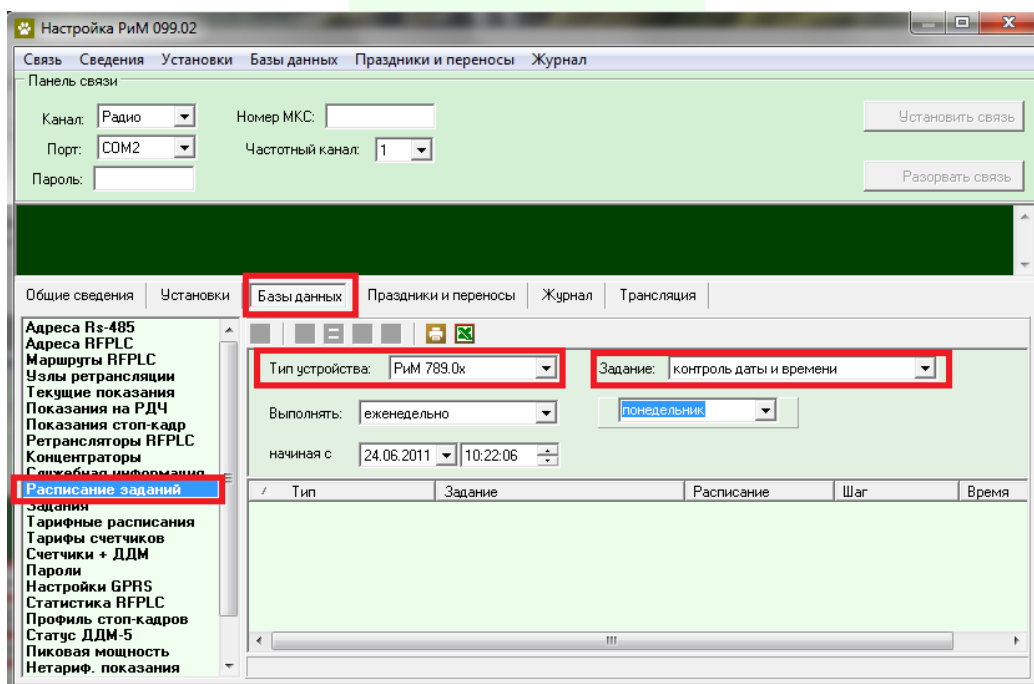 Настройка РиМ 099.02
Связь Сведения Установки Базы данных Праздники и переносы Журнал
Панель связи
Канал: Радио Номер МКС: Установить связь
Порт: COM2 Частотный канал: 1
Пароль: Разорвать связь
Общие сведения Установки Базы данных Праздники и переносы Журнал Трансляция
Адреса Rs-485
Адреса RFPLC
Маршруты RFPLC
Узлы ретрансляции
Текущие показания
Показания на РДЧ
Показания стоп-кадр
Ретрансляторы RFPLC
Концентраторы
Служебная информация
Расписание заданий
Задания
Тарифные расписания
Тарифы счетчиков
Счетчики + ДДМ
Пароли
Настройки GPRS
Статистика RFPLC
Профиль стоп-кадров
Статус ДДМ-5
Пиковая мощность
Нетариф. показания
Тип устройства: РиМ 789.0x Задание: контроль даты и времени
Выполнять: еженедельно понедельник
начиная с 24.06.2011 10:22:06
Тип Задание Расписание Шаг Время